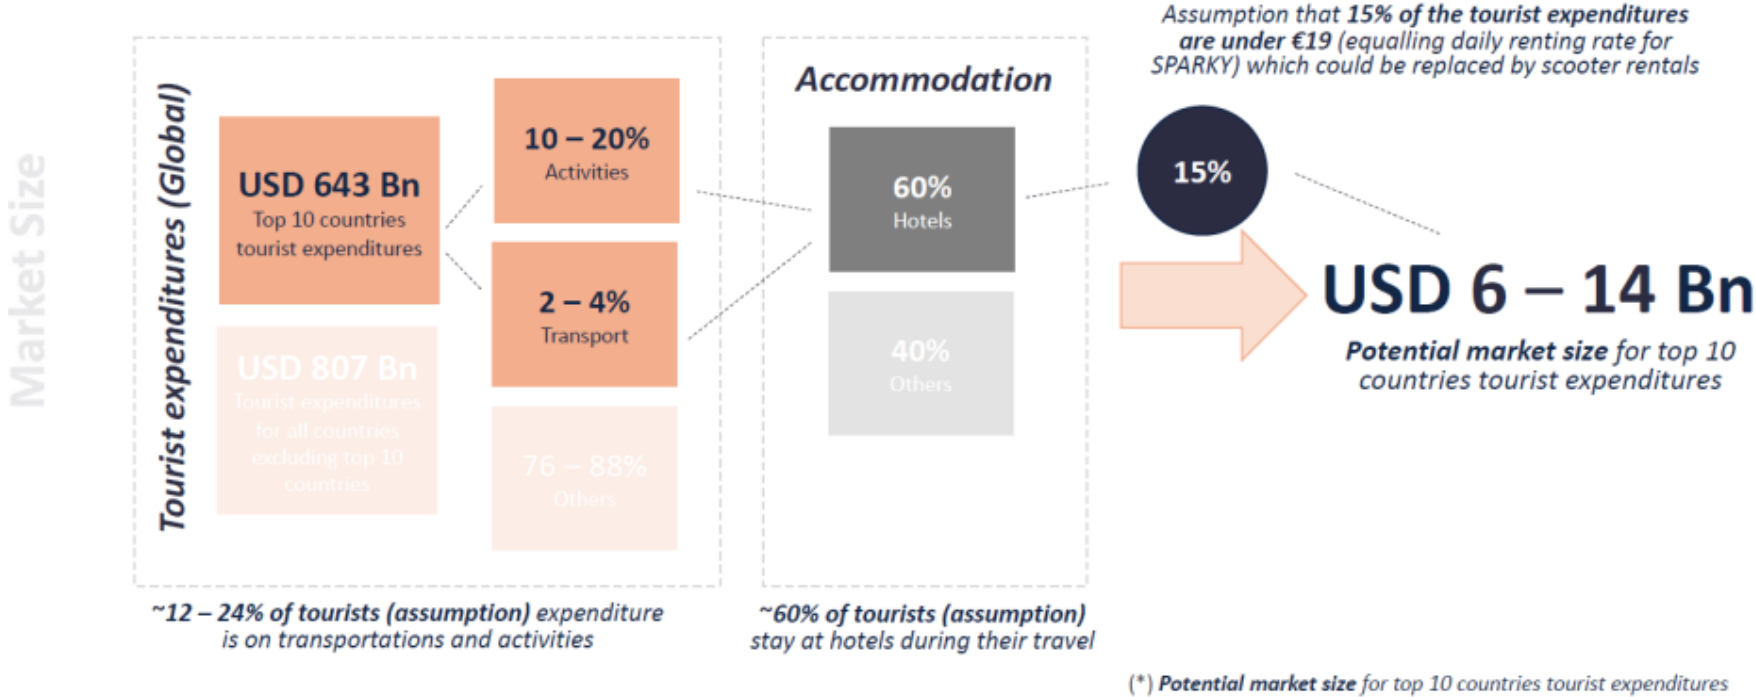 Market Size
Tourist expenditures (Global)
USD 643 Bn
Top 10 countries
tourist expenditures
USD 807 Bn
Tourist expenditures
for all countries
excluding top 10
countries
10 – 20%
Activities
2 – 4%
Transport
76 – 88%
Others
~12 – 24% of tourists (assumption) expenditure
is on transportations and activities
Accommodation
60%
Hotels
40%
Others
~60% of tourists (assumption)
stay at hotels during their travel
Assumption that 15% of the tourist expenditures
are under €19 (equalling daily renting rate for
SPARKY) which could be replaced by scooter rentals
15%
USD 6 – 14 Bn
Potential market size for top 10
countries tourist expenditures
(*) Potential market size for top 10 countries tourist expenditures